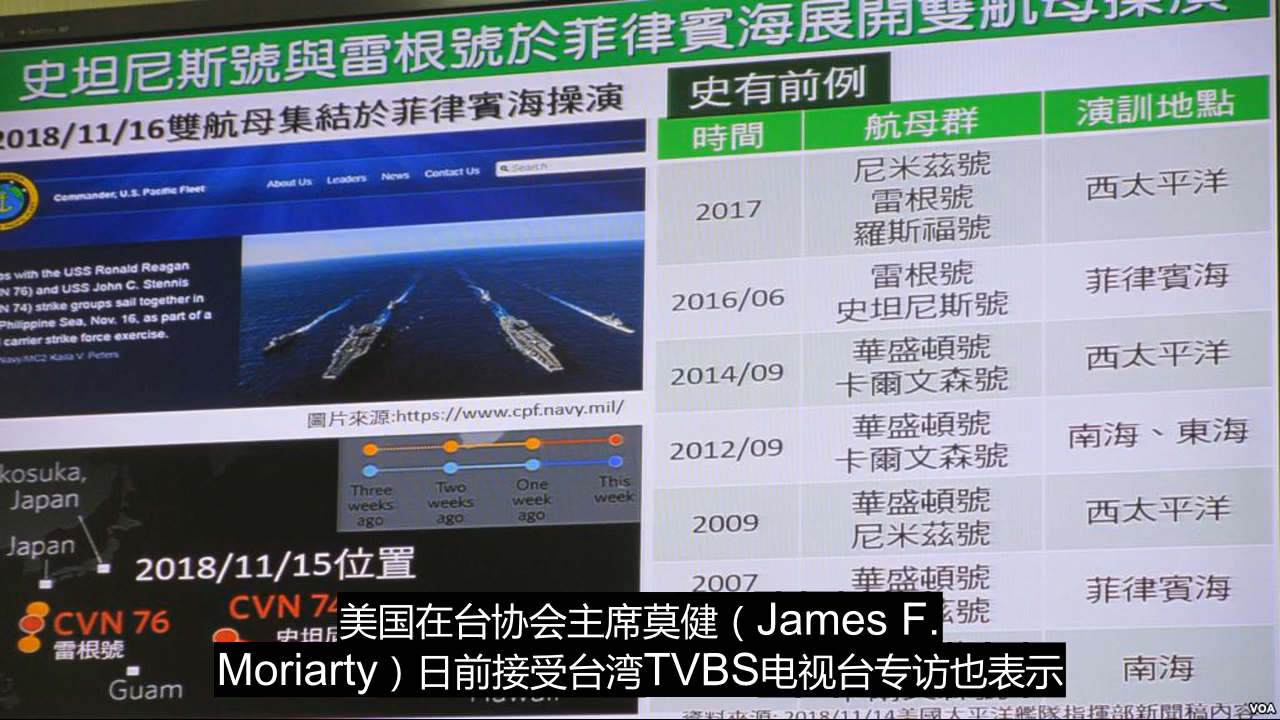 史坦尼斯號與雷根號於菲律賓海展開雙航母操演
2018/11/16雙航母集結於菲律賓海操演
Commander, U.S. Pacific Fleet
About Us
Leaders
News
Contact Us
Search
ps with the USS Ronald Reagan
N 76) and USS John C. Stennis
N 74) strike groups sail together in
Philippine Sea, Nov. 16, as part of a
carrier strike force exercise.
Navy/MC2 Kaila V. Peters
圖片來源:https://www.cpf.navy.mil/
Three weeks ago
Two weeks ago
One week ago
This week
kosuka,
Japan
Japan
2018/11/15位置
CVN 76
雷根號
CVN 74
史坦尼
Guam
史有前例
時間 航母群 演訓地點
2017 尼米茲號 雷根號 羅斯福號 西太平洋
2016/06 雷根號 史坦尼斯號 菲律賓海
2014/09 華盛頓號 卡爾文森號 西太平洋
2012/09 華盛頓號 卡爾文森號 南海、東海
2009 華盛頓號 尼米茲號 西太平洋
2007 華盛頓號 茲號 菲律賓海
南海
資料來源: 2018/11/14美國太平洋艦隊指揮部新聞稿內容
美国在台协会主席莫健（James F.
Moriarty）日前接受台湾TVBS电视台专访也表示
VOA